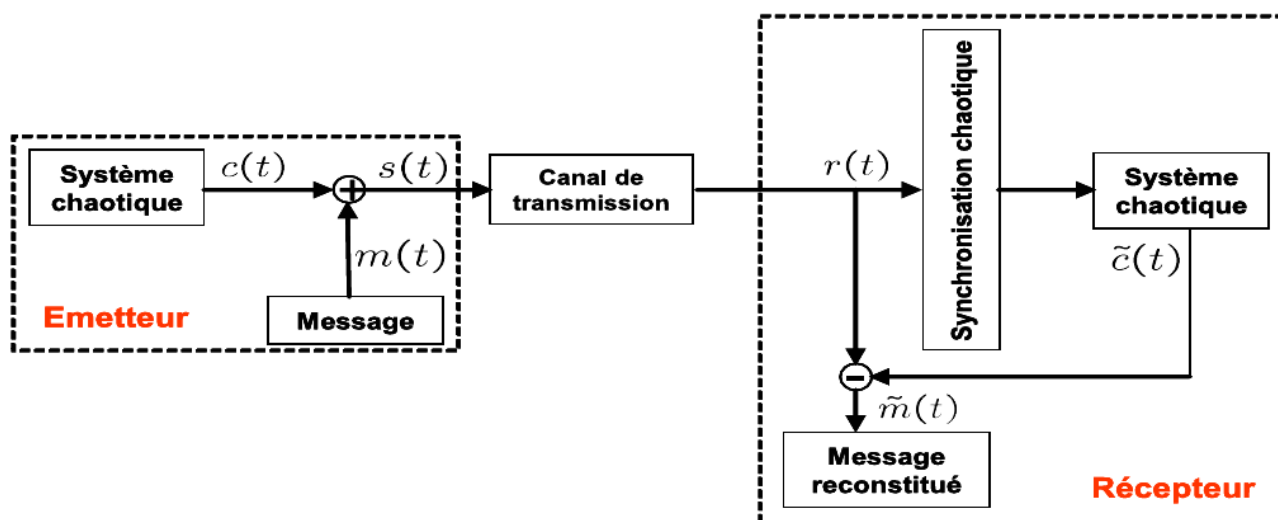 Système
chaotique
c(t)
s(t)
m(t)
Message
Emetteur
Canal de
transmission
r(t)
Synchronisation chaotique
Système
chaotique
c̃(t)
m̃(t)
Message
reconstitué
Récepteur